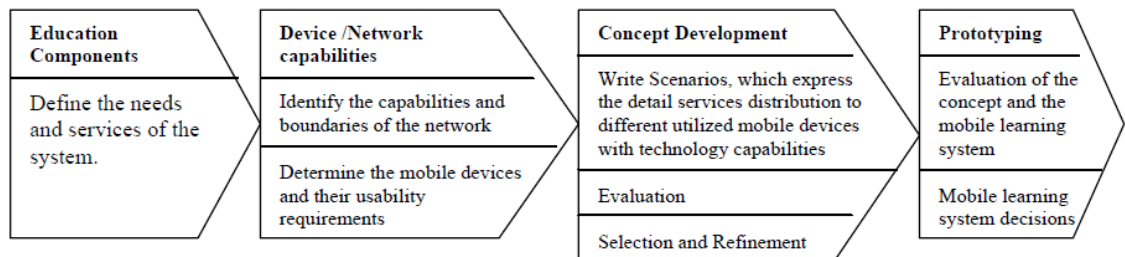 Education
Components
Define the needs
and services of the
system.
Device /Network
capabilities
Identify the capabilities and
boundaries of the network
Determine the mobile devices
and their usability
requirements
Concept Development
Write Scenarios, which express
the detail services distribution to
different utilized mobile devices
with technology capabilities
Evaluation
Selection and Refinement
Prototyping
Evaluation of the
concept and the
mobile learning
system
Mobile learning
system decisions